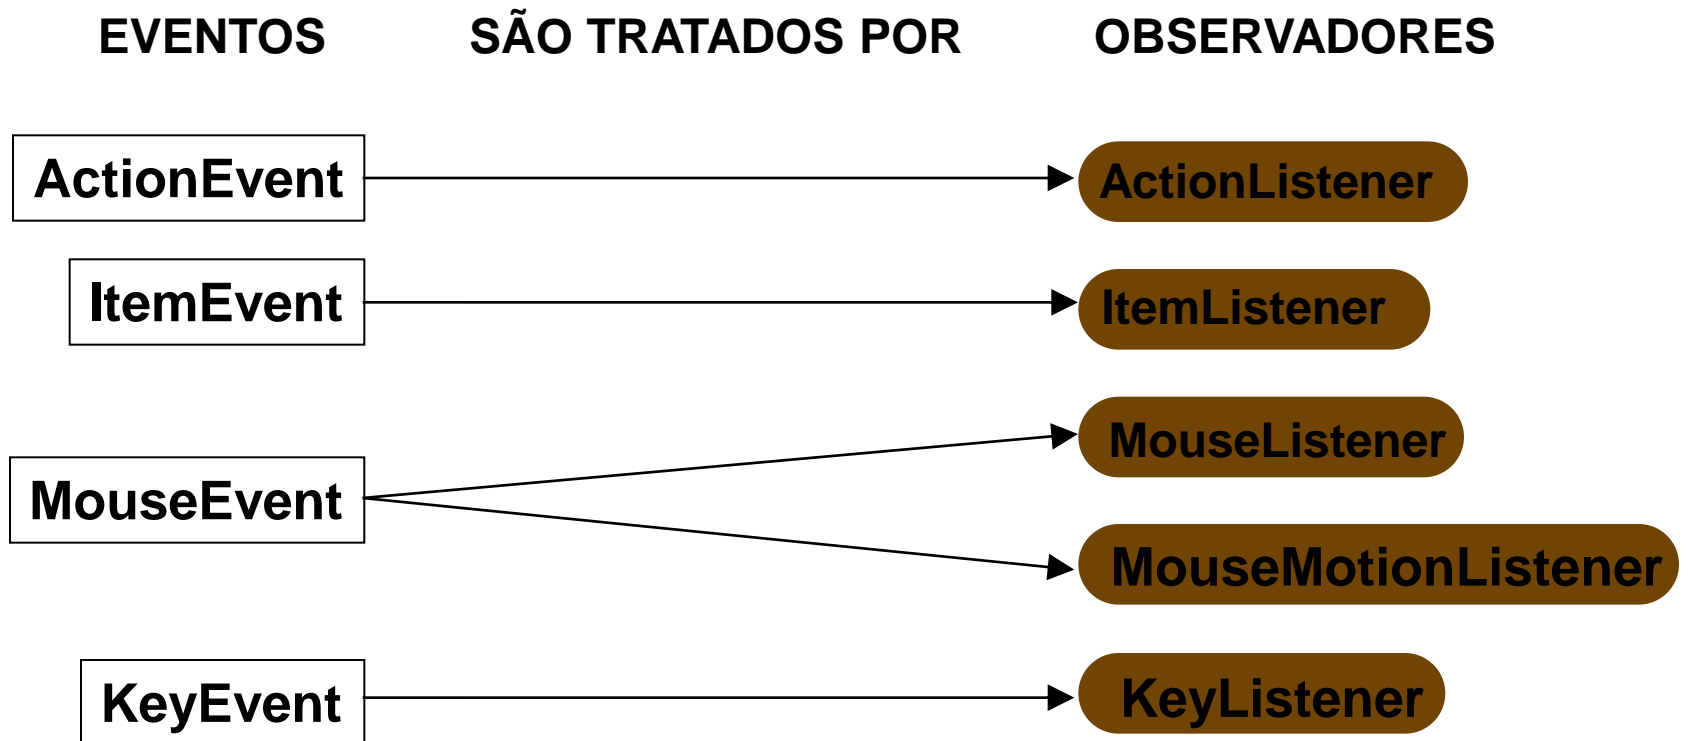 EVENTOS SÃO TRATADOS POR OBSERVADORES
ActionEvent ActionListener
ItemEvent ItemListener
MouseListener
MouseEvent
MouseMotionListener
KeyEvent KeyListener